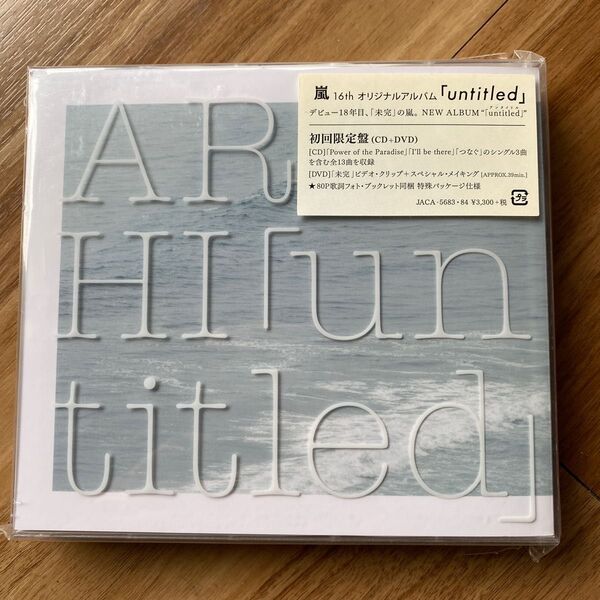 嵐 16th オリジナルアルバム「untitled」
アンタイトル
デビュー18年目、「未完」の嵐。NEW ALBUM "「untitled」"
初回限定盤 (CD+DVD)
[CD]「Power of the Paradise」「I'll be there」「つなぐ」のシングル3曲
を含む全13曲を収録
[DVD]「未完」ビデオ・クリップ+スペシャル・メイキング [APPROX.39min.]
★80P歌詞フォト・ブックレット同梱 特殊パッケージ仕様
JACA・5683・84 ¥3,300+税
AR
HI「un
titled」